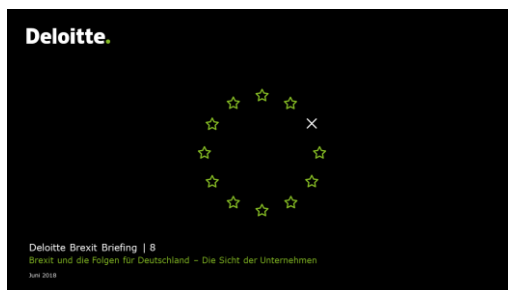 Deloitte.
Deloitte Brexit Briefing | 8
Brexit und die Folgen für Deutschland – Die Sicht der Unternehmen
Juni 2018